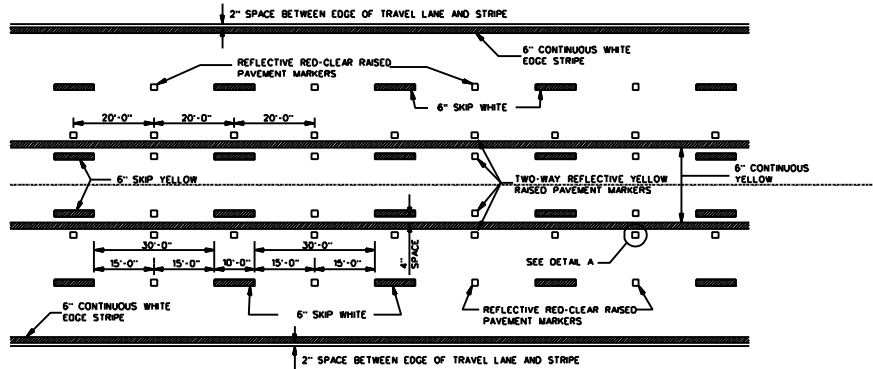 2" SPACE BETWEEN EDGE OF TRAVEL LANE AND STRIPE
REFLECTIVE RED-CLEAR RAISED
PAVEMENT MARKERS
6" CONTINUOUS WHITE
EDGE STRIPE
6" SKIP WHITE
20'-0" 20'-0" 20'-0"
6" SKIP YELLOW
TWO-WAY REFLECTIVE YELLOW
RAISED PAVEMENT MARKERS
6" CONTINUOUS
YELLOW
30'-0" 30'-0"
15'-0" 15'-0" 10'-0" 15'-0" 15'-0"
4"
SPACE
SEE DETAIL A
6" CONTINUOUS WHITE
EDGE STRIPE
6" SKIP WHITE
REFLECTIVE RED-CLEAR RAISED
PAVEMENT MARKERS
2" SPACE BETWEEN EDGE OF TRAVEL LANE AND STRIPE